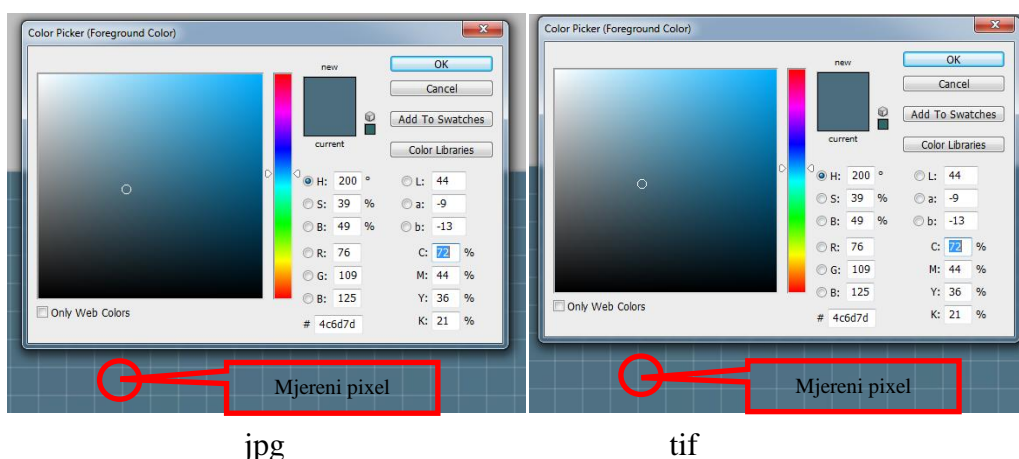 Color Picker (Foreground Color)
new
OK
Cancel
Add To Swatches
current
Color Libraries
H: 200 °
L: 44
S: 39 %
a: -9
B: 49 %
b: -13
R: 76
C: 72 %
G: 109
M: 44 %
B: 125
Y: 36 %
Only Web Colors
# 4c6d7d
K: 21 %
Mjereni pixel
jpg
Color Picker (Foreground Color)
new
OK
Cancel
Add To Swatches
current
Color Libraries
H: 200 °
L: 44
S: 39 %
a: -9
B: 49 %
b: -13
R: 76
C: 72 %
G: 109
M: 44 %
B: 125
Y: 36 %
Only Web Colors
# 4c6d7d
K: 21 %
Mjereni pixel
tif